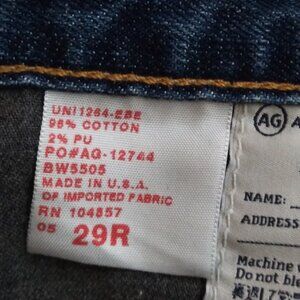 UNI1264-EBE
98% COTTON
2% PU
PO#AG-12744
BW5505
MADE IN U.S.A.
OF IMPORTED FABRIC
RN 104857
05 29R
AG A
NAME:
ADDRESS
Machine
Do not bl